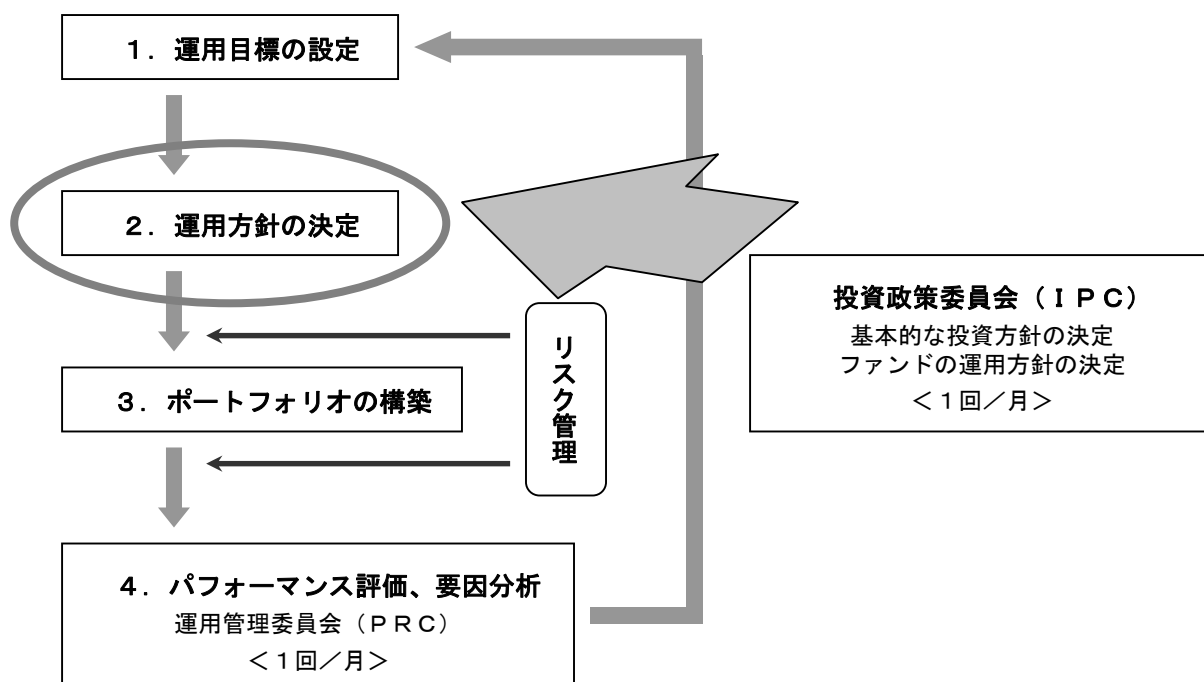 １．運用目標の設定
２．運用方針の決定
３．ポートフォリオの構築
リスク管理
投資政策委員会（ＩＰＣ）
基本的な投資方針の決定
ファンドの運用方針の決定
＜１回／月＞
４．パフォーマンス評価、要因分析
運用管理委員会（ＰＲＣ）
＜１回／月＞